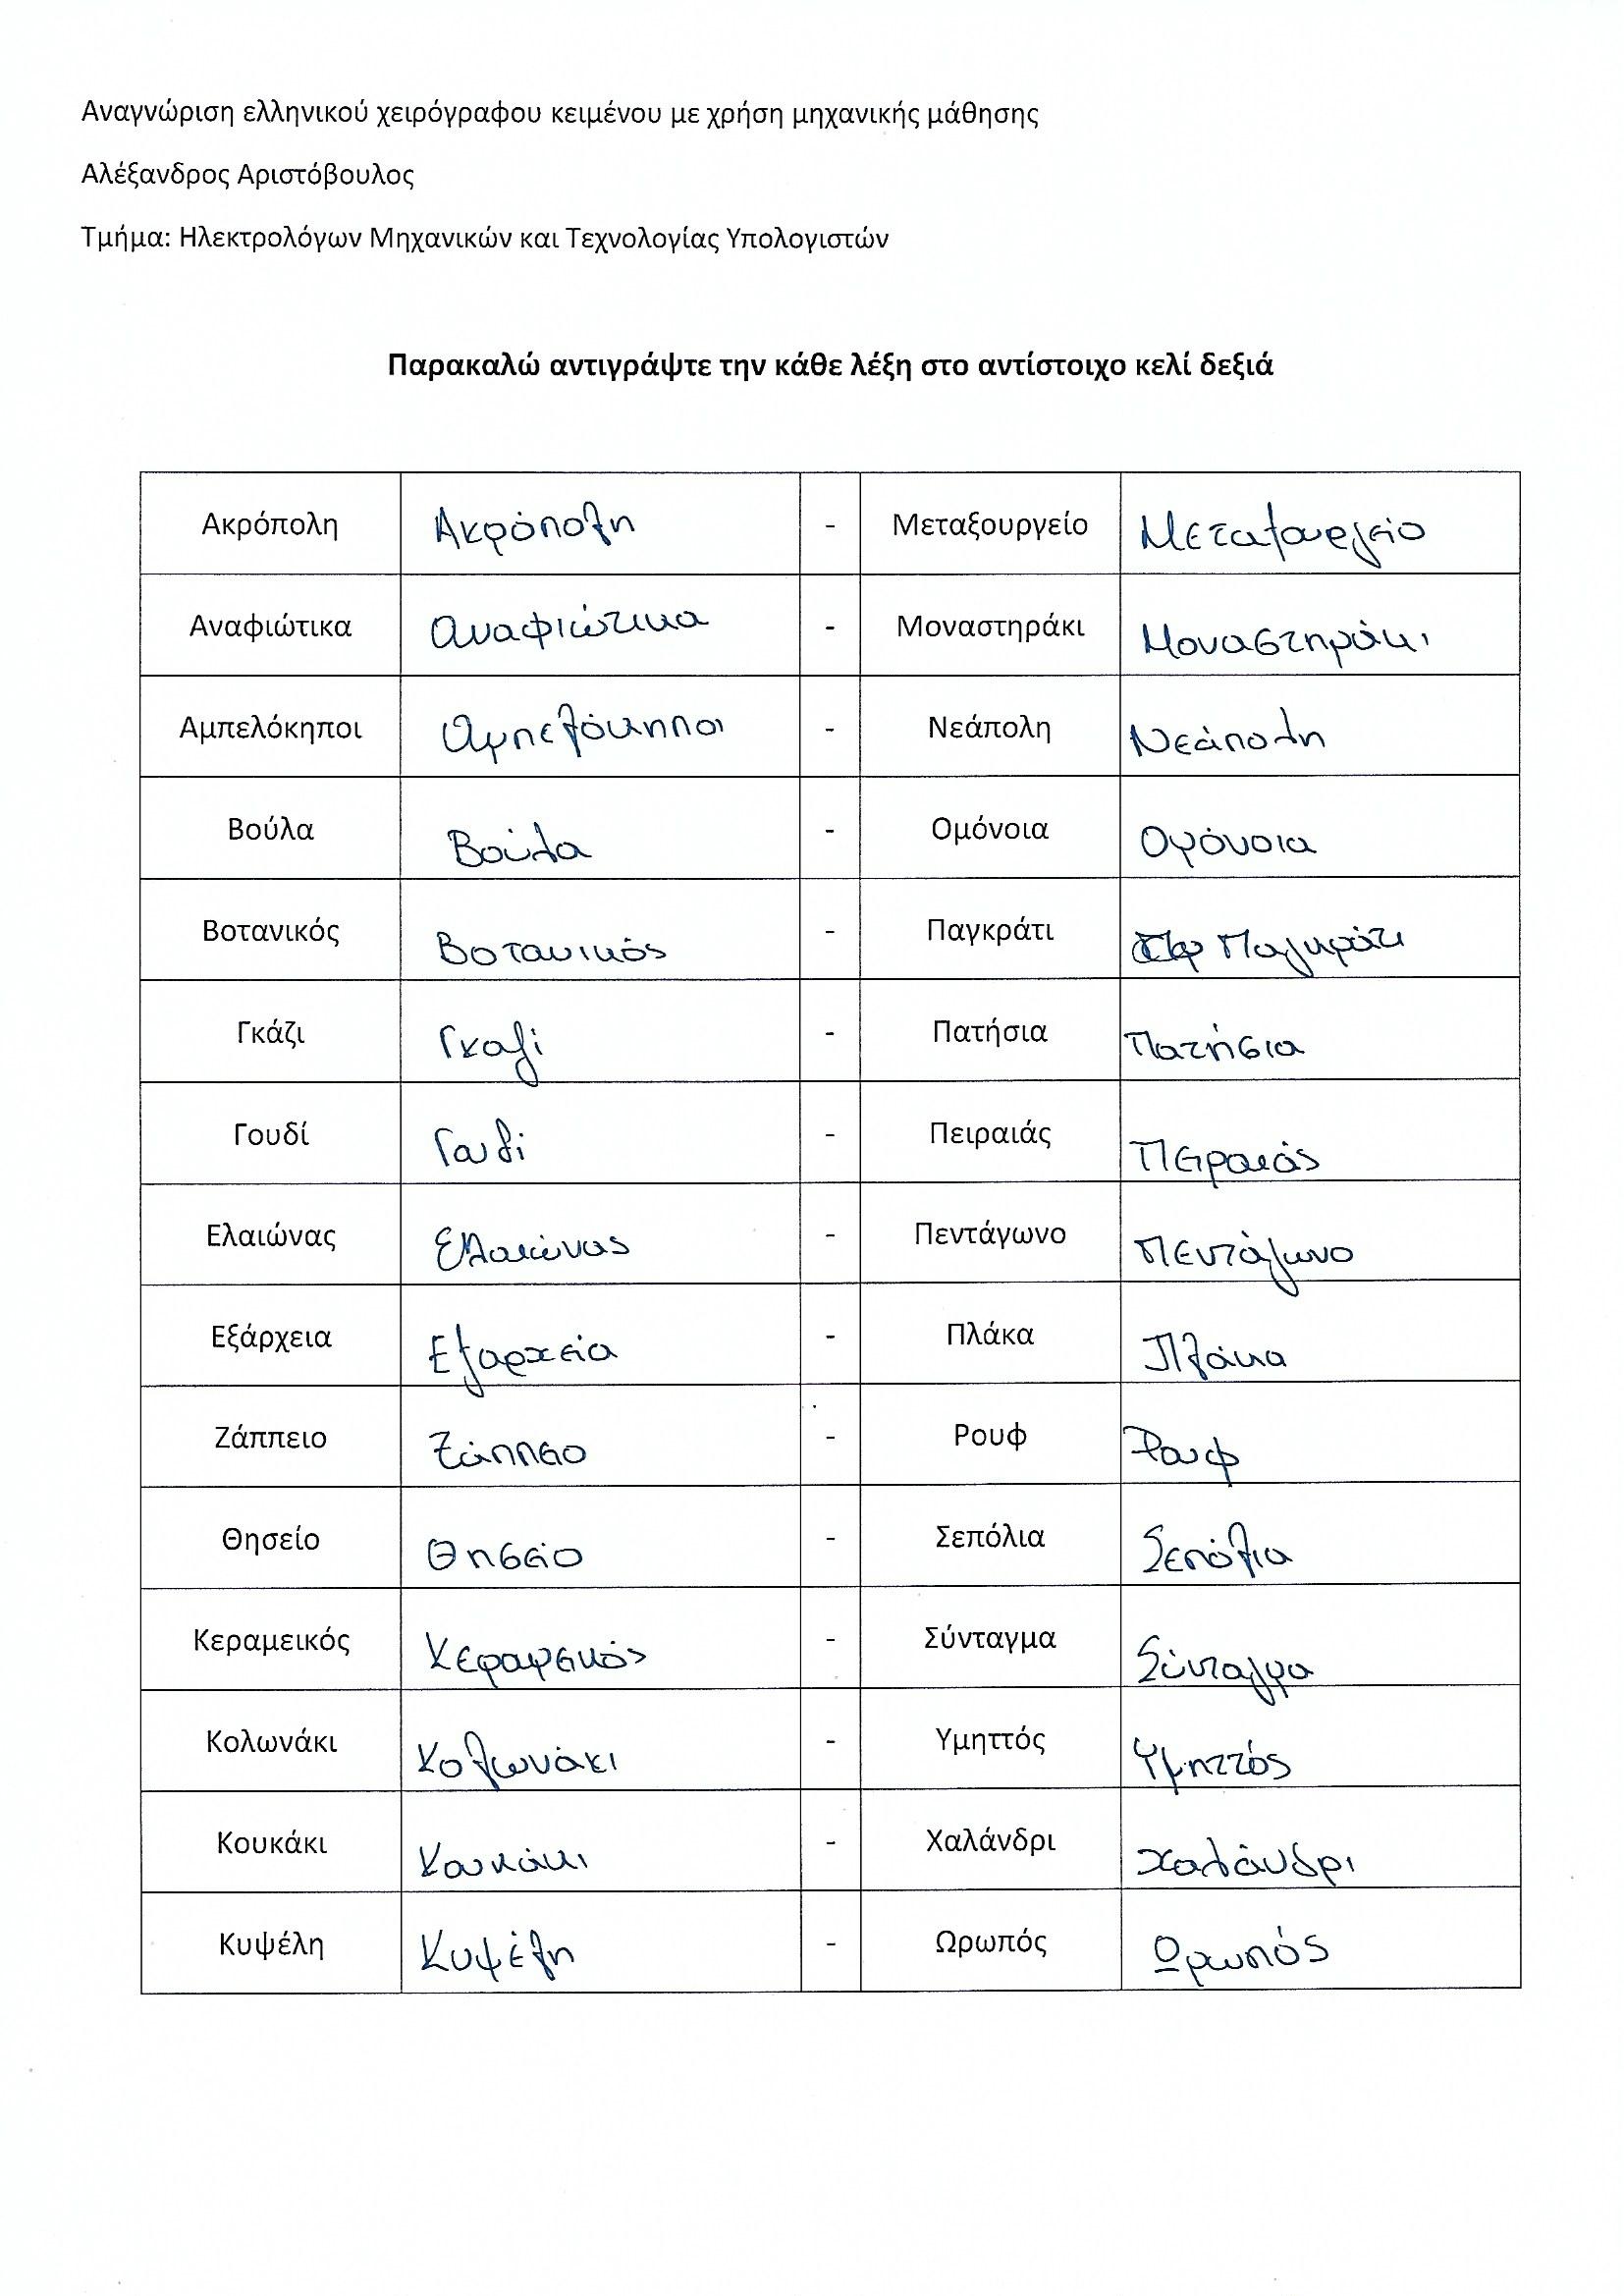 Αναγνώριση ελληνικού χειρόγραφου κειμένου με χρήση μηχανικής μάθησης
Αλέξανδρος Αριστόβουλος
Τμήμα: Ηλεκτρολόγων Μηχανικών και Τεχνολογίας Υπολογιστών
Παρακαλώ αντιγράψτε την κάθε λέξη στο αντίστοιχο κελί δεξιά
Ακρόπολη Ακρόπολη - Μεταξουργείο Μεταξουργείο
Αναφιώτικα Αναφιώτικα - Μοναστηράκι Μοναστηράκι
Αμπελόκηποι Αμπελόκηποι - Νεάπολη Νεάπολη
Βούλα Βούλα - Ομόνοια Ομόνοια
Βοτανικός Βοτανικός - Παγκράτι Παγκράτι
Γκάζι Γκαζί - Πατήσια Πατήσια
Γουδί Γουδί - Πειραιάς Πειραιάς
Ελαιώνας Ελαιώνας - Πεντάγωνο Πεντάγωνο
Εξάρχεια Εξαρχεία - Πλάκα Πλάκα
Ζάππειο Ζάππειο - Ρουφ Ρουφ
Θησείο Θησείο - Σεπόλια Σεπόλια
Κεραμεικός Κεραμεικός - Σύνταγμα Σύνταγμα
Κολωνάκι Κολωνάκι - Υμηττός Υμηττός
Κουκάκι Κουκάκι - Χαλάνδρι Χαλάνδρι
Κυψέλη Κυψέλη - Ωρωπός Ωρωπός